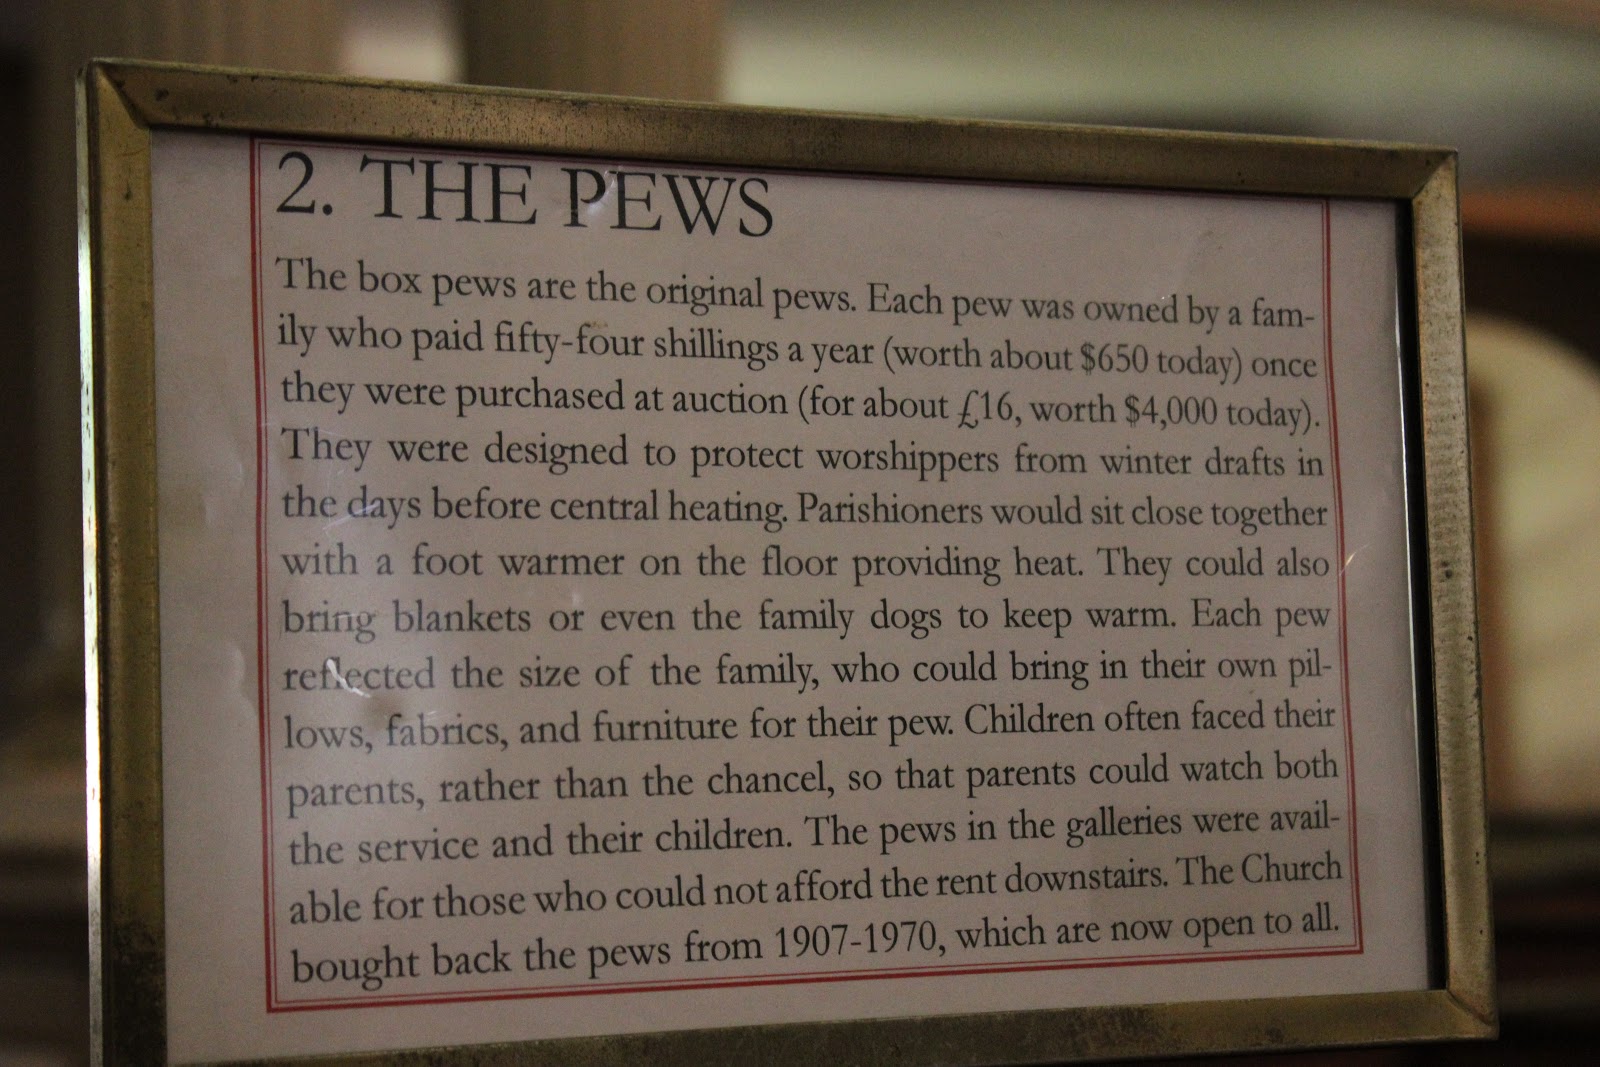 2. THE PEWS
The box pews are the original pews. Each pew was owned by a fam-
ily who paid fifty-four shillings a year (worth about $650 today) once
they were purchased at auction (for about £16, worth $4,000 today).
They were designed to protect worshippers from winter drafts in
the days before central heating. Parishioners would sit close together
with a foot warmer on the floor providing heat. They could also
bring blankets or even the family dogs to keep warm. Each pew
reflected the size of the family, who could bring in their own pil-
lows, fabrics, and furniture for their pew. Children often faced their
parents, rather than the chancel, so that parents could watch both
the service and their children. The pews in the galleries were avail-
able for those who could not afford the rent downstairs. The Church
bought back the pews from 1907-1970, which are now open to all.